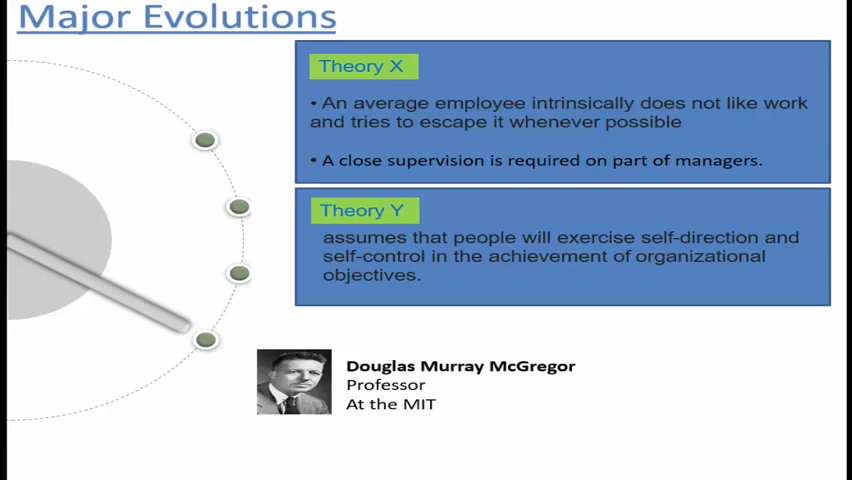 Major Evolutions
Theory X
• An average employee intrinsically does not like work
and tries to escape it whenever possible
• A close supervision is required on part of managers.
Theory Y
assumes that people will exercise self-direction and
self-control in the achievement of organizational
objectives.
Douglas Murray McGregor
Professor
At the MIT